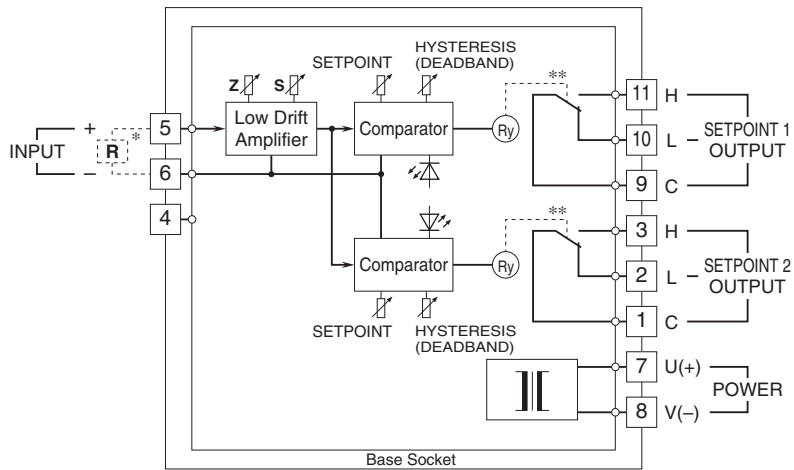 HYSTERESIS
(DEADBAND)
SETPOINT
**
Z
S
11
H
Low Drift
Amplifier
Comparator
Ry
10
L
SETPOINT 1
OUTPUT
INPUT
+
5
*
R
–
6
9
C
4
**
3
H
Comparator
Ry
2
L
SETPOINT 2
OUTPUT
SETPOINT
HYSTERESIS
(DEADBAND)
1
C
7
U(+)
POWER
8
V(–)
Base Socket